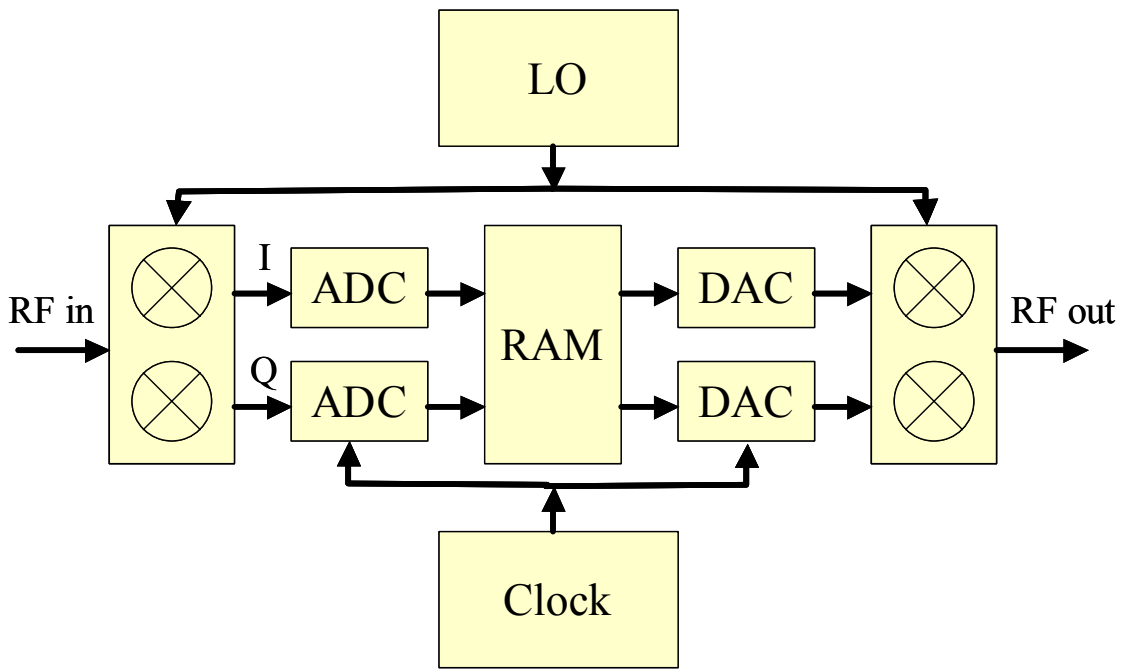 LO
I
ADC
DAC
RF in
RAM
RF out
Q
ADC
DAC
Clock